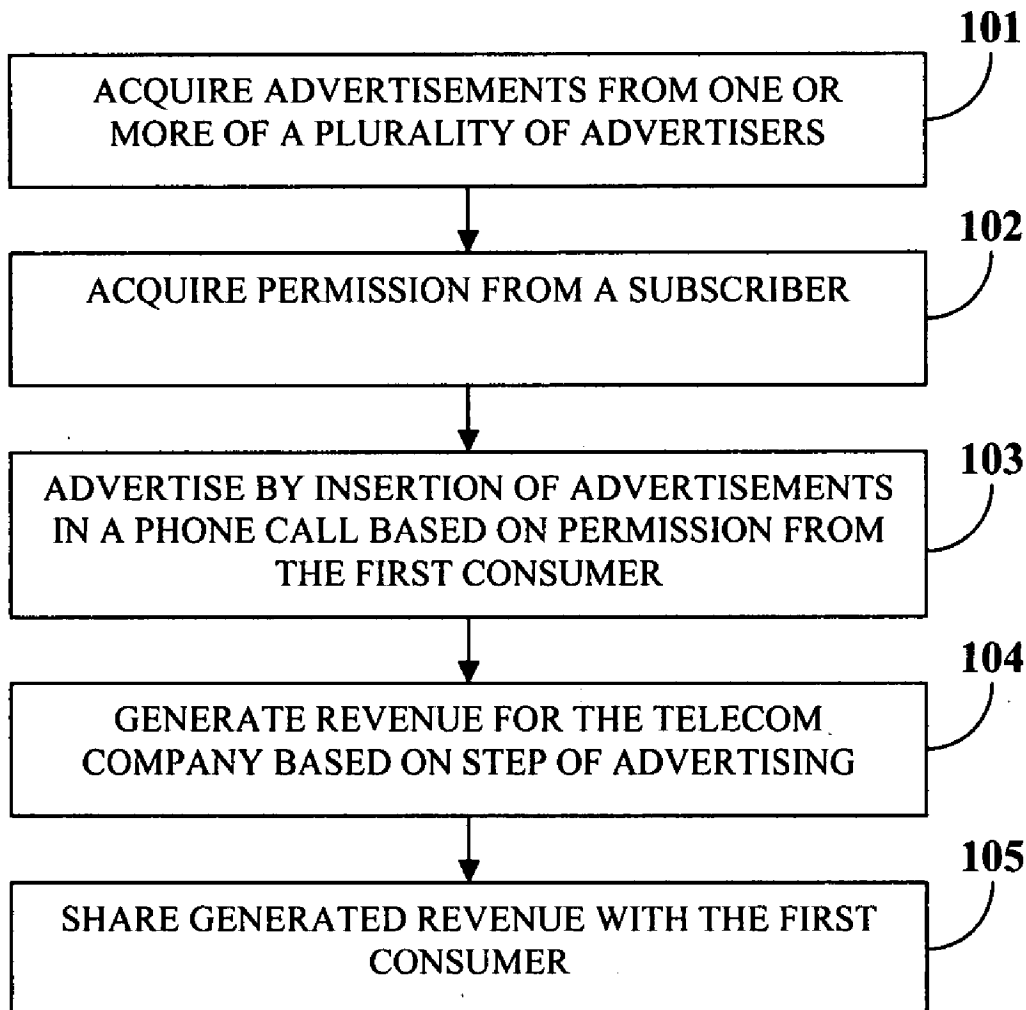 101
ACQUIRE ADVERTISEMENTS FROM ONE OR
MORE OF A PLURALITY OF ADVERTISERS
102
ACQUIRE PERMISSION FROM A SUBSCRIBER
103
ADVERTISE BY INSERTION OF ADVERTISEMENTS
IN A PHONE CALL BASED ON PERMISSION FROM
THE FIRST CONSUMER
104
GENERATE REVENUE FOR THE TELECOM
COMPANY BASED ON STEP OF ADVERTISING
105
SHARE GENERATED REVENUE WITH THE FIRST
CONSUMER